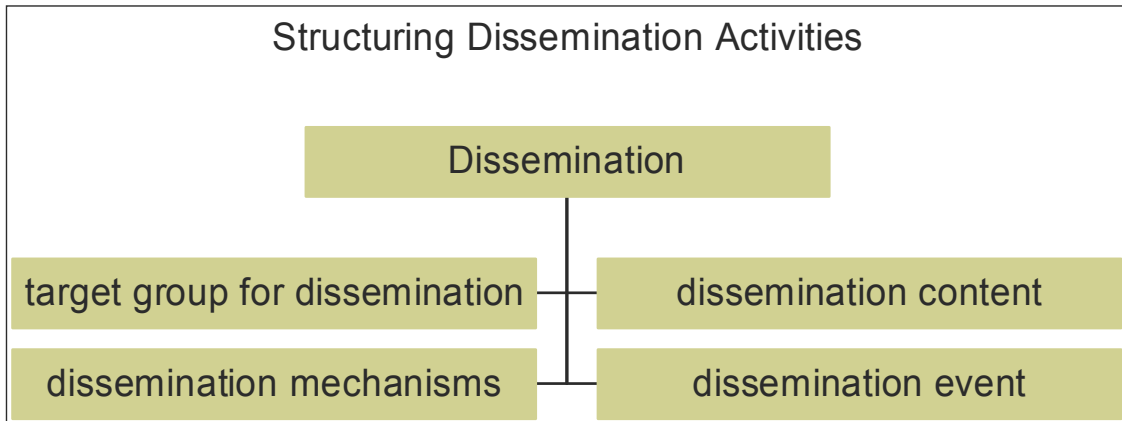 Structuring Dissemination Activities
Dissemination
target group for dissemination
dissemination content
dissemination mechanisms
dissemination event